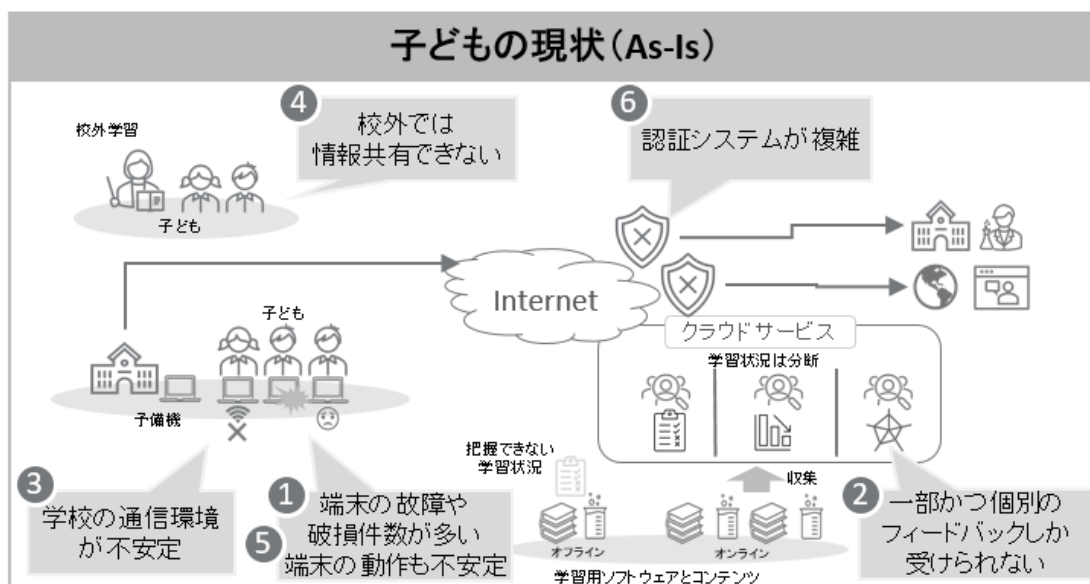 子どもの現状（As-Is）
校外学習
子ども
4
校外では
情報共有できない
6
認証システムが複雑
Internet
子ども
予備機
クラウドサービス
学習状況は分断
収集
把握できない
学習状況
オフライン
オンライン
学習用ソフトウェアとコンテンツ
3
学校の通信環境
が不安定
1
5
端末の故障や
破損件数が多い
端末の動作も不安定
2
一部かつ個別の
フィードバックしか
受けられない